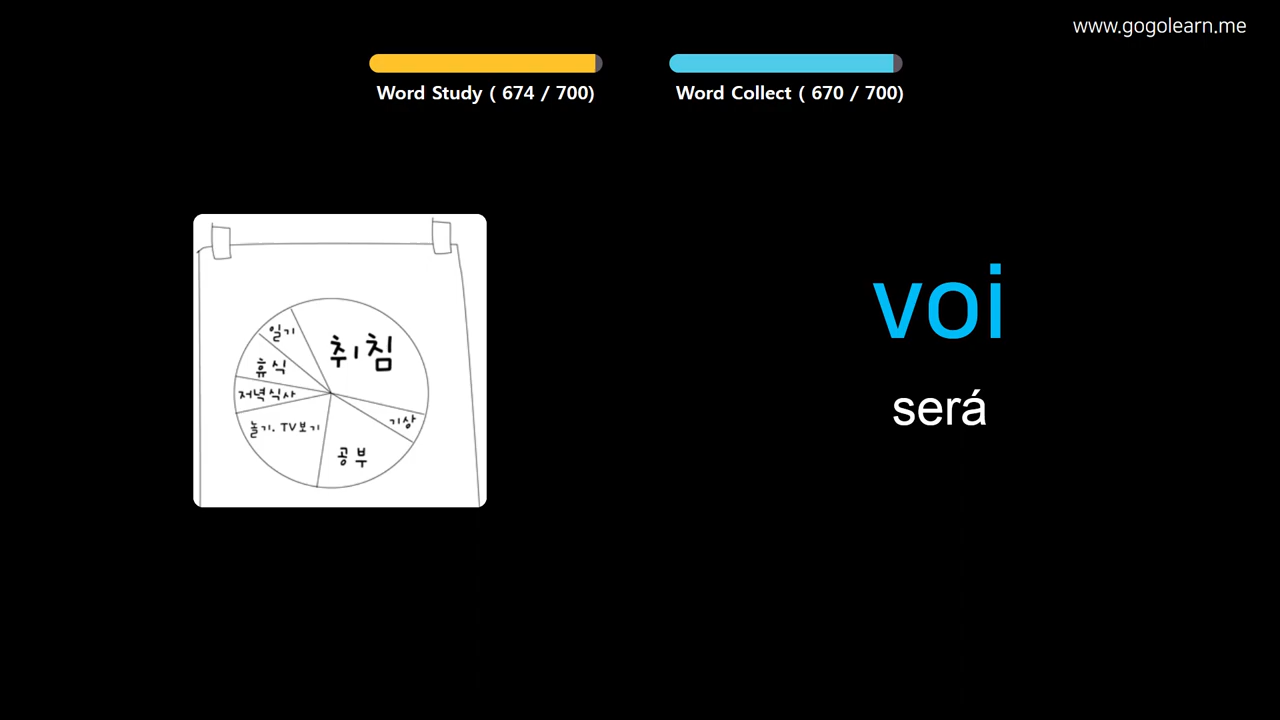 www.gogolearn.me
Word Study ( 674 / 700)
Word Collect ( 670 / 700)
일기
취침
휴식
저녁식사
기상
놀기. TV보기
공부
voi
será